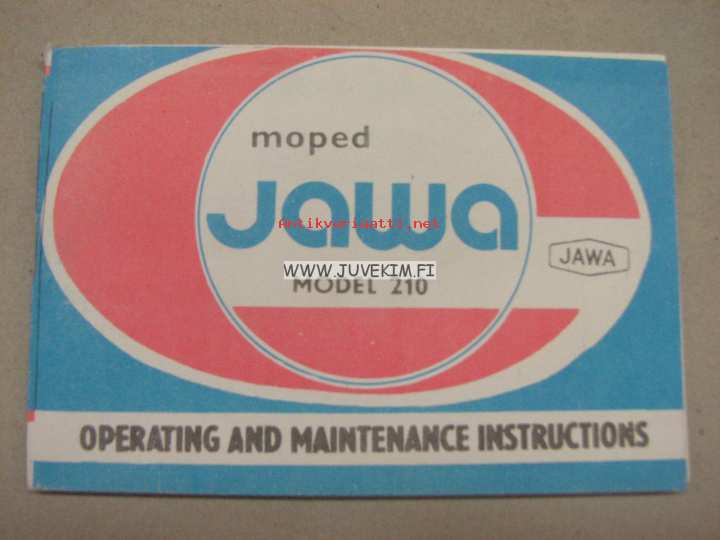 moped
JaWa
Antikvariaatti.net
WWW.JUVEKIM.FI
MODEL 210
JAWA
OPERATING AND MAINTENANCE INSTRUCTIONS